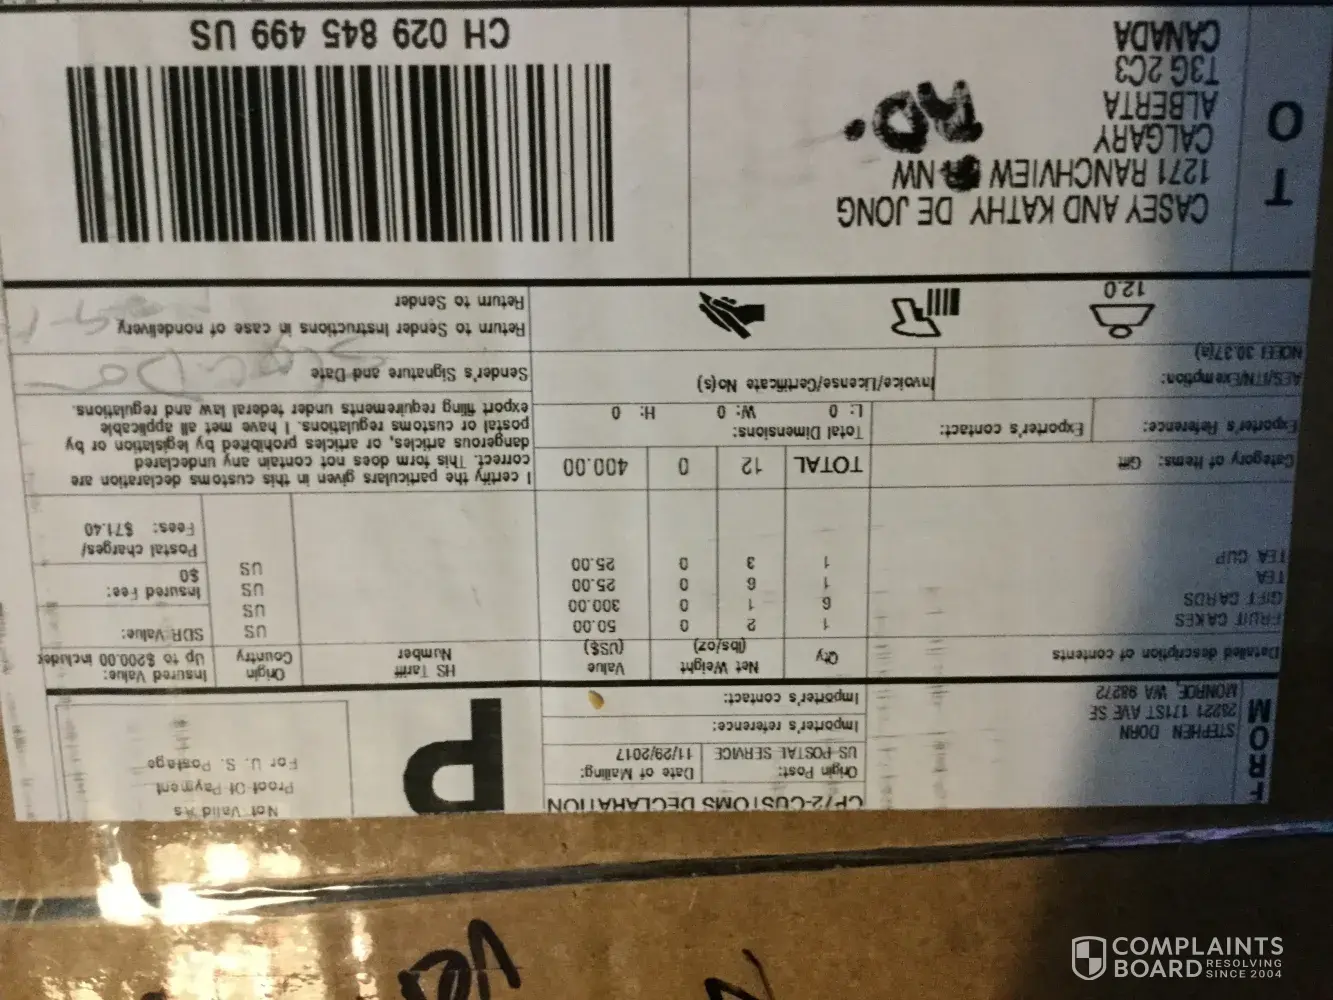 FROM
STEPHEN DORN
28221 171ST AVE SE
MONROE, WA 98272
CP72-CUSTOMS DECLARATION
Origin Post:
US POSTAL SERVICE
Date of Mailing:
11/29/2017
Importer's reference:
Importer's contact:
P
Not Valid As
Proof Of Payment
For U. S. Postage
Detailed description of contents Qty Net Weight (lbs/oz) Value (US$) HS Tariff Number Origin Country
FRUIT CAKES 1 2 0 50.00 US
GIFT CARDS 6 1 0 300.00 US
TEA 1 6 0 25.00 US
TEA CUP 1 3 0 25.00 US
Insured Value:
Up to $200.00 included
SDR Value:
Insured Fee:
$0
Postal charges/
Fees: $71.40
Category of Items: Gift
TOTAL 12 0 400.00
Exporter's Reference:
Exporter's contact:
Total Dimensions:
L: 0 W: 0 H: 0
AES/ITN/Exemption:
NOEEI 30.37(a)
Invoice/License/Certificate No(s)
I certify the particulars given in this customs declaration are
correct. This form does not contain any undeclared
dangerous articles, or articles prohibited by legislation or by
postal or customs regulations. I have met all applicable
export filing requirements under federal law and regulations.
Sender's Signature and Date
Return to Sender Instructions in case of nondelivery
Return to Sender
12.0
TO
CASEY AND KATHY DE JONG
1271 RANCHVIEW NW
RD.
CALGARY
ALBERTA
T3G 2C3
CANADA
CH 029 845 499 US
COMPLAINTS
BOARD RESOLVING
SINCE 2004